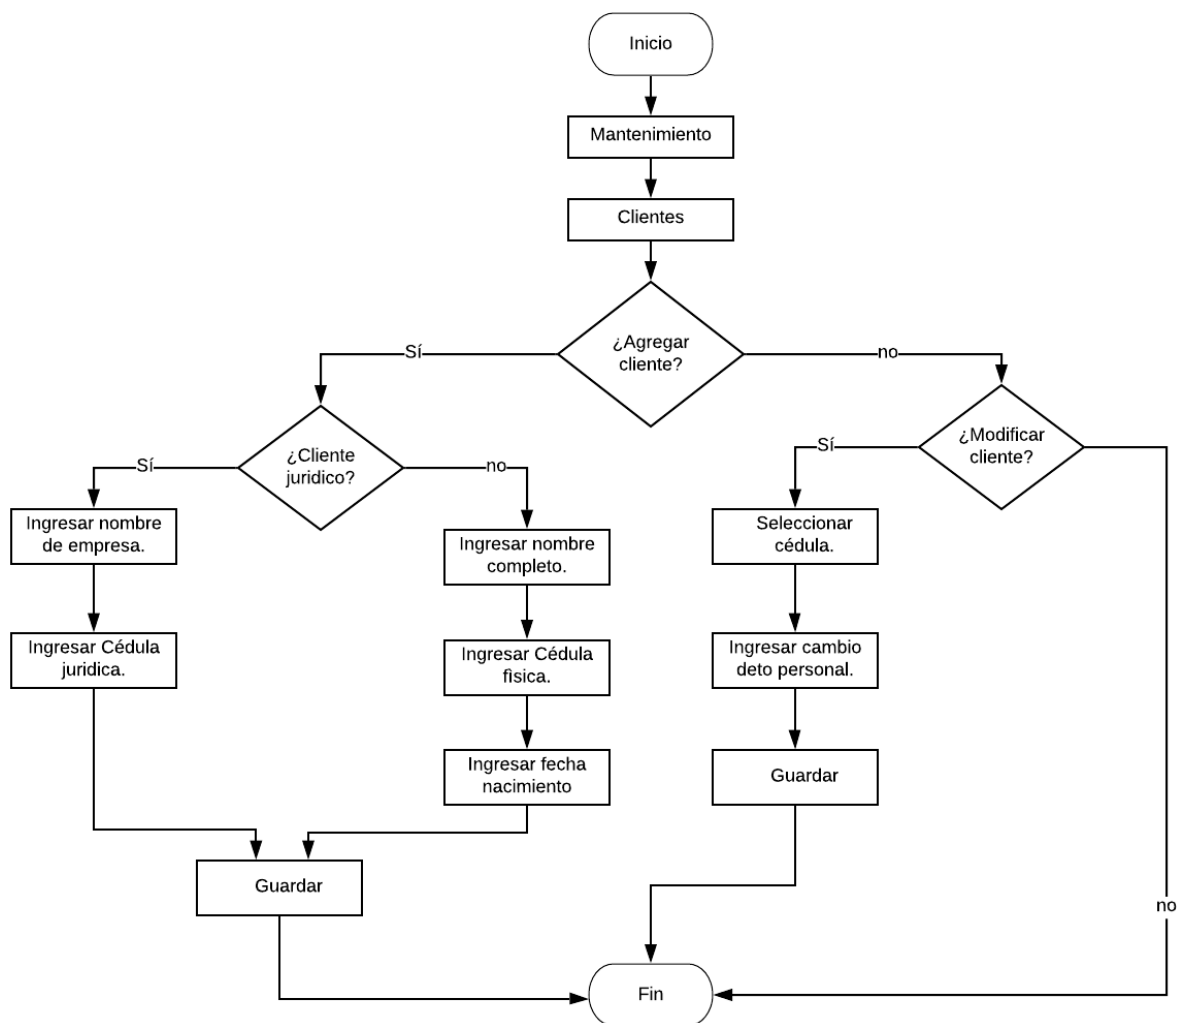 Inicio
Mantenimiento
Clientes
¿Agregar
cliente?
Sí
no
¿Cliente
juridico?
Sí
no
¿Modificar
cliente?
Sí
no
Ingresar nombre
de empresa.
Ingresar Cédula
juridica.
Ingresar nombre
completo.
Ingresar Cédula
fìsica.
Ingresar fecha
nacimiento
Guardar
Seleccionar
cédula.
Ingresar cambio
deto personal.
Guardar
Fin